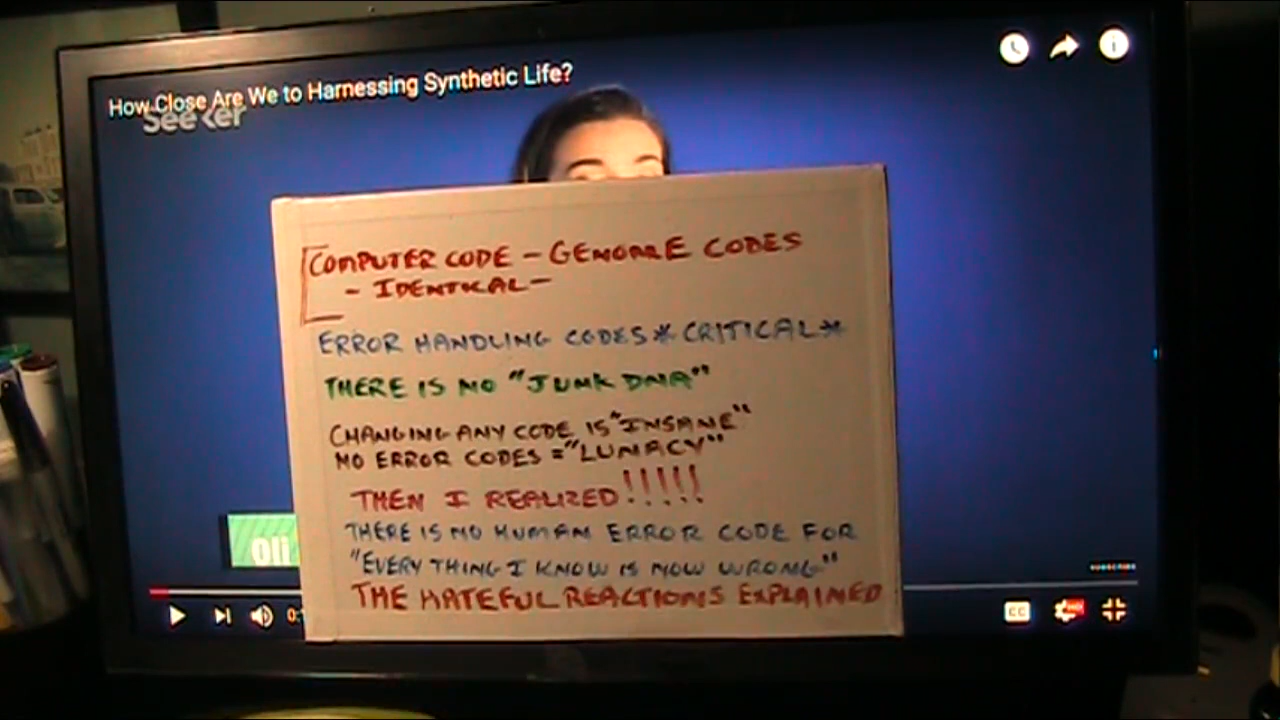 How Close Are We to Harnessing Synthetic Life?
Seeker
COMPUTER CODE - GENOME CODES
- IDENTICAL -
ERROR HANDLING CODES * CRITICAL *
THERE IS NO "JUNK DNA"
CHANGING ANY CODE IS "INSANE"
NO ERROR CODES = "LUNACY"
THEN I REALIZED!!!!!
THERE IS NO HUMAN ERROR CODE FOR
"EVERY THING I KNOW IS NOW WRONG"
THE HATEFUL REACTIONS EXPLAINED
SUBSCRIBE
0:
CC